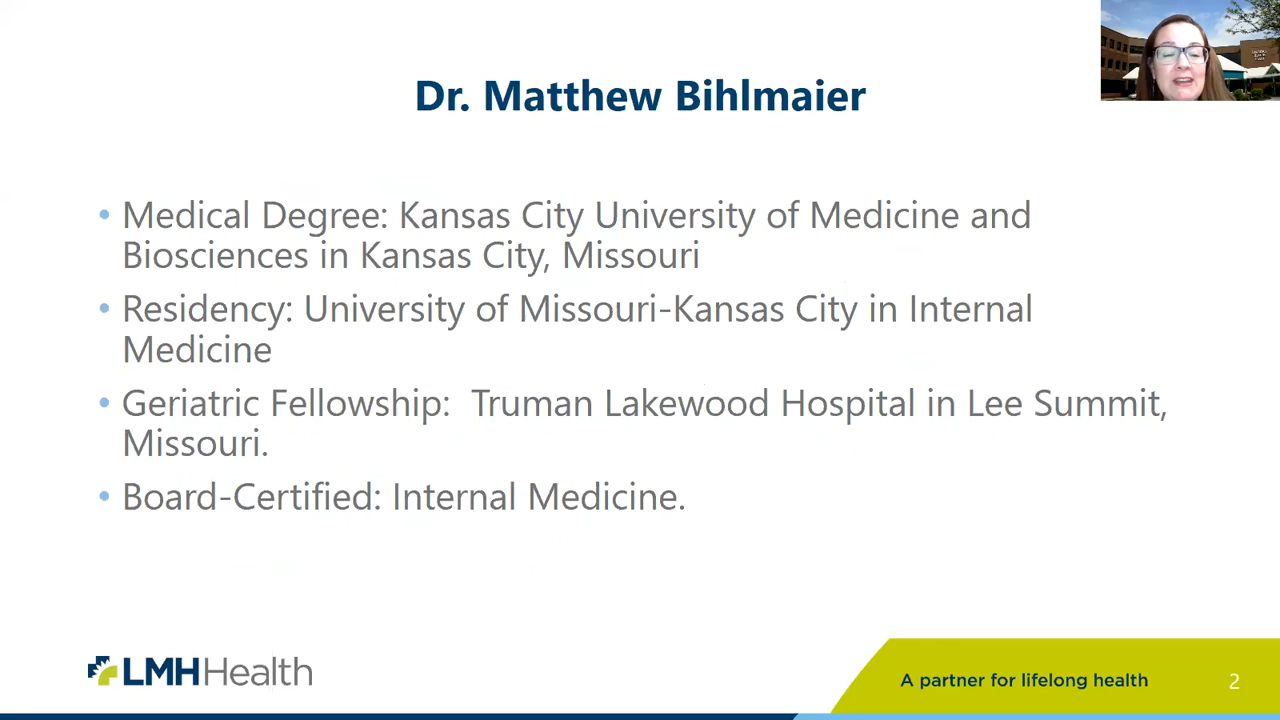 Dr. Matthew Bihlmaier
• Medical Degree: Kansas City University of Medicine and
Biosciences in Kansas City, Missouri
• Residency: University of Missouri-Kansas City in Internal
Medicine
• Geriatric Fellowship:  Truman Lakewood Hospital in Lee Summit,
Missouri.
• Board-Certified: Internal Medicine.
LMH Health
A partner for lifelong health
2